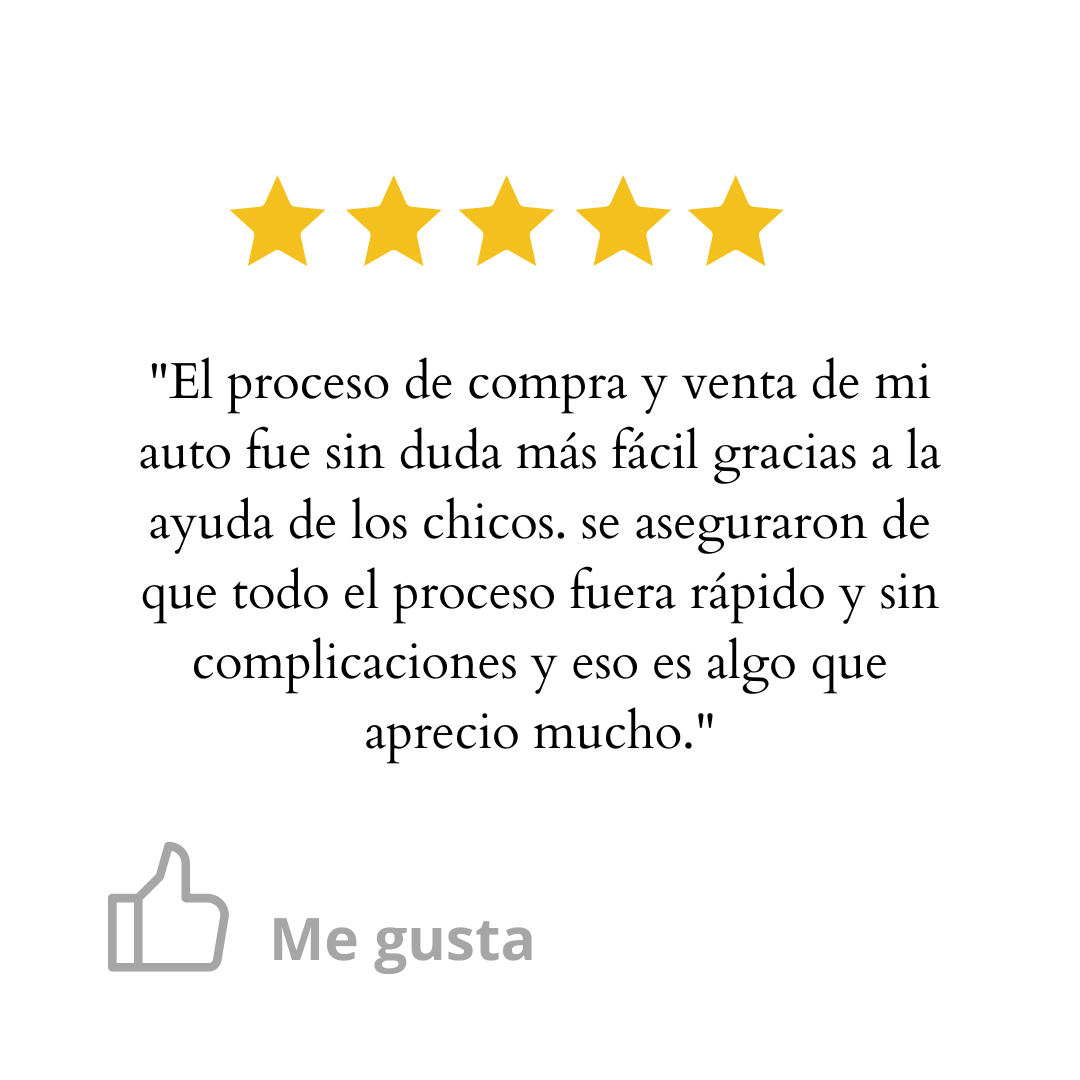 "El proceso de compra y venta de mi
auto fue sin duda más fácil gracias a la
ayuda de los chicos. se aseguraron de
que todo el proceso fuera rápido y sin
complicaciones y eso es algo que
aprecio mucho."
Me gusta